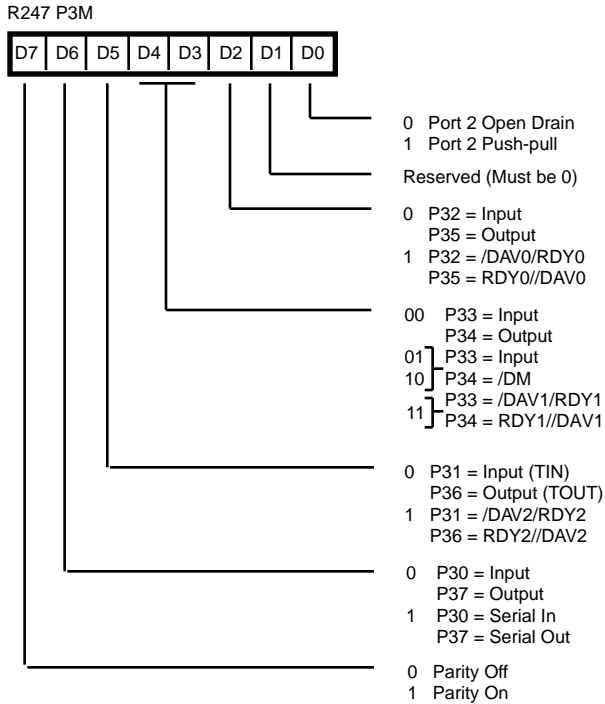 R247 P3M
D7 D6 D5 D4 D3 D2 D1 D0
0 Port 2 Open Drain
1 Port 2 Push-pull
Reserved (Must be 0)
0 P32 = Input
P35 = Output
1 P32 = /DAV0/RDY0
P35 = RDY0//DAV0
00 P33 = Input
P34 = Output
01 P33 = Input
10 P34 = /DM
P33 = /DAV1/RDY1
11 P34 = RDY1//DAV1
0 P31 = Input (TIN)
P36 = Output (TOUT)
1 P31 = /DAV2/RDY2
P36 = RDY2//DAV2
0 P30 = Input
P37 = Output
1 P30 = Serial In
P37 = Serial Out
0 Parity Off
1 Parity On